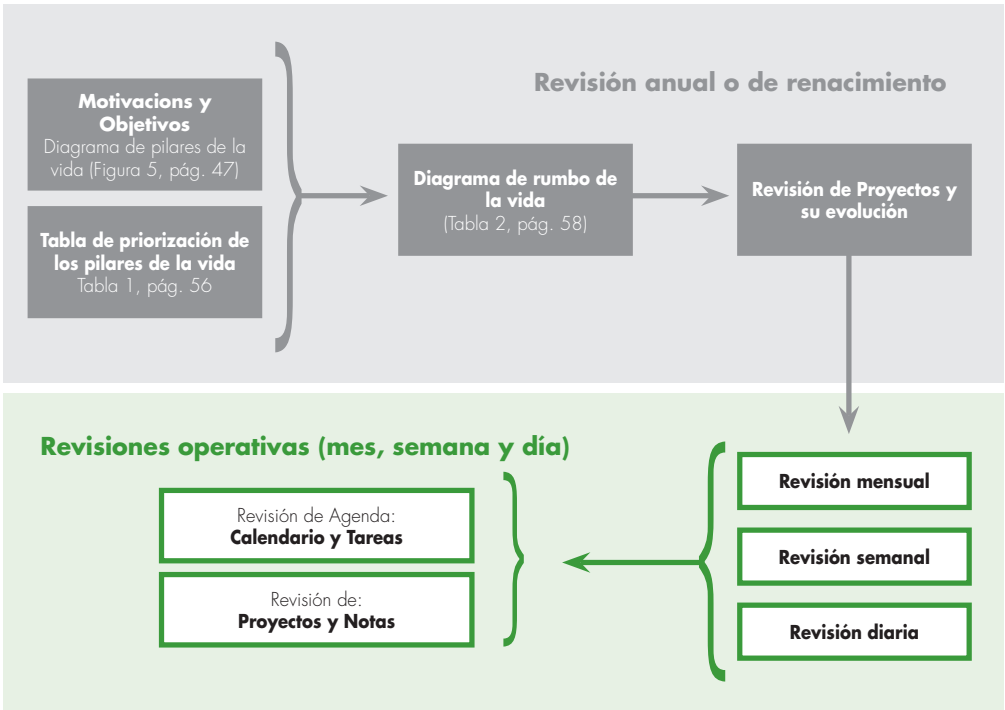 Revisión anual o de renacimiento
Motivacions y
Objetivos
Diagrama de pilares de la
vida (Figura 5, pág. 47)
Tabla de priorización de
los pilares de la vida
Tabla 1, pág. 56
Diagrama de rumbo de
la vida
(Tabla 2, pág. 58)
Revisión de Proyectos y
su evolución
Revisiones operativas (mes, semana y día)
Revisión de Agenda:
Calendario y Tareas
Revisión de:
Proyectos y Notas
Revisión mensual
Revisión semanal
Revisión diaria